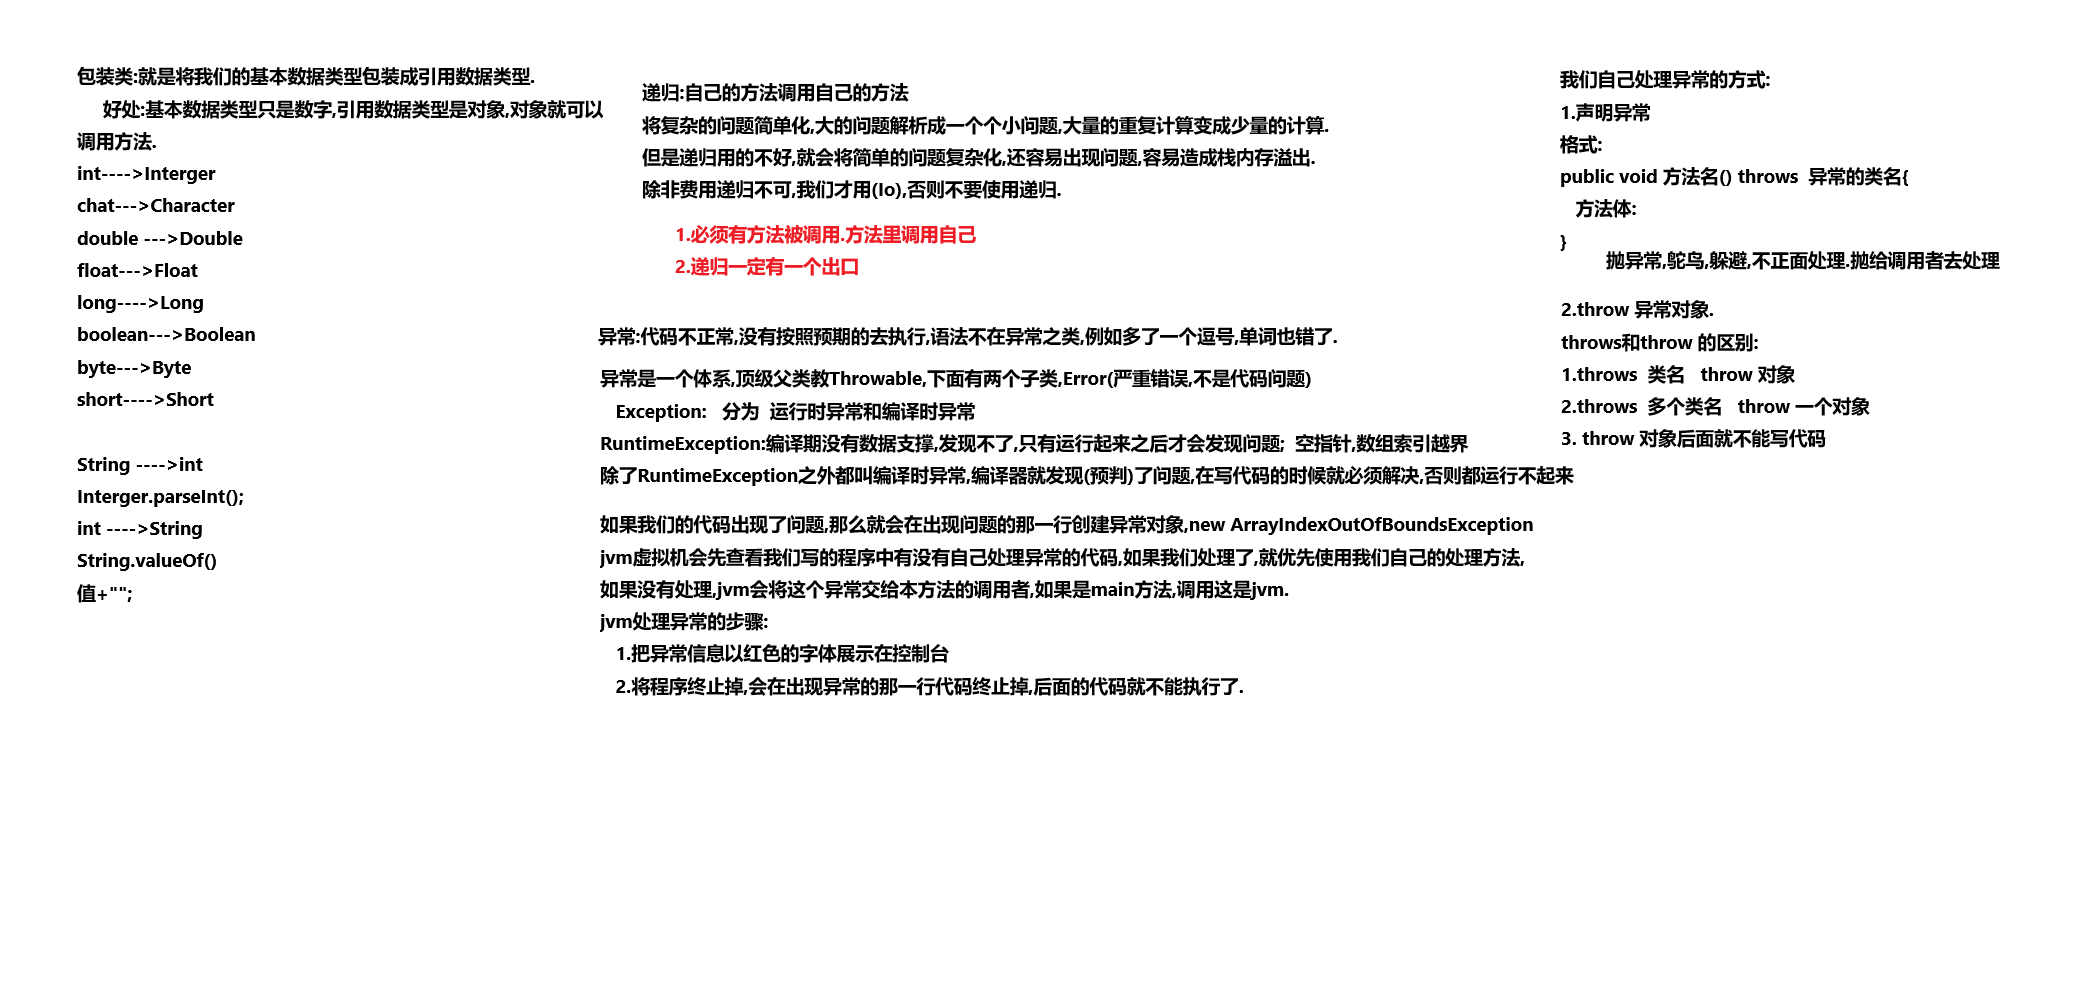 包装类:就是将我们的基本数据类型包装成引用数据类型.
好处:基本数据类型只是数字,引用数据类型是对象,对象就可以
调用方法.
int---->Interger
chat--->Character
double --->Double
float--->Float
long---->Long
boolean--->Boolean
byte--->Byte
short---->Short
String ---->int
Interger.parseInt();
int ---->String
String.valueOf()
值+"";
递归:自己的方法调用自己的方法
将复杂的问题简单化,大的问题解析成一个个小问题,大量的重复计算变成少量的计算.
但是递归用的不好,就会将简单的问题复杂化,还容易出现问题,容易造成栈内存溢出.
除非费用递归不可,我们才用(Io),否则不要使用递归.
1.必须有方法被调用.方法里调用自己
2.递归一定有一个出口
异常:代码不正常,没有按照预期的去执行,语法不在异常之类,例如多了一个逗号,单词也错了.
异常是一个体系,顶级父类教Throwable,下面有两个子类,Error(严重错误,不是代码问题)
Exception: 分为 运行时异常和编译时异常
RuntimeException:编译期没有数据支撑,发现不了,只有运行起来之后才会发现问题; 空指针,数组索引越界
除了RuntimeException之外都叫编译时异常,编译器就发现(预判)了问题,在写代码的时候就必须解决,否则都运行不起来
如果我们的代码出现了问题,那么就会在出现问题的那一行创建异常对象,new ArrayIndexOutOfBoundsException
jvm虚拟机会先查看我们写的程序中有没有自己处理异常的代码,如果我们处理了,就优先使用我们自己的处理方法,
如果没有处理,jvm会将这个异常交给本方法的调用者,如果是main方法,调用这是jvm.
jvm处理异常的步骤:
1.把异常信息以红色的字体展示在控制台
2.将程序终止掉,会在出现异常的那一行代码终止掉,后面的代码就不能执行了.
我们自己处理异常的方式:
1.声明异常
格式:
public void 方法名() throws 异常的类名{
方法体:
}
抛异常,鸵鸟,躲避,不正面处理.抛给调用者去处理
2.throw 异常对象.
throws和throw 的区别:
1.throws 类名 throw 对象
2.throws 多个类名 throw 一个对象
3. throw 对象后面就不能写代码